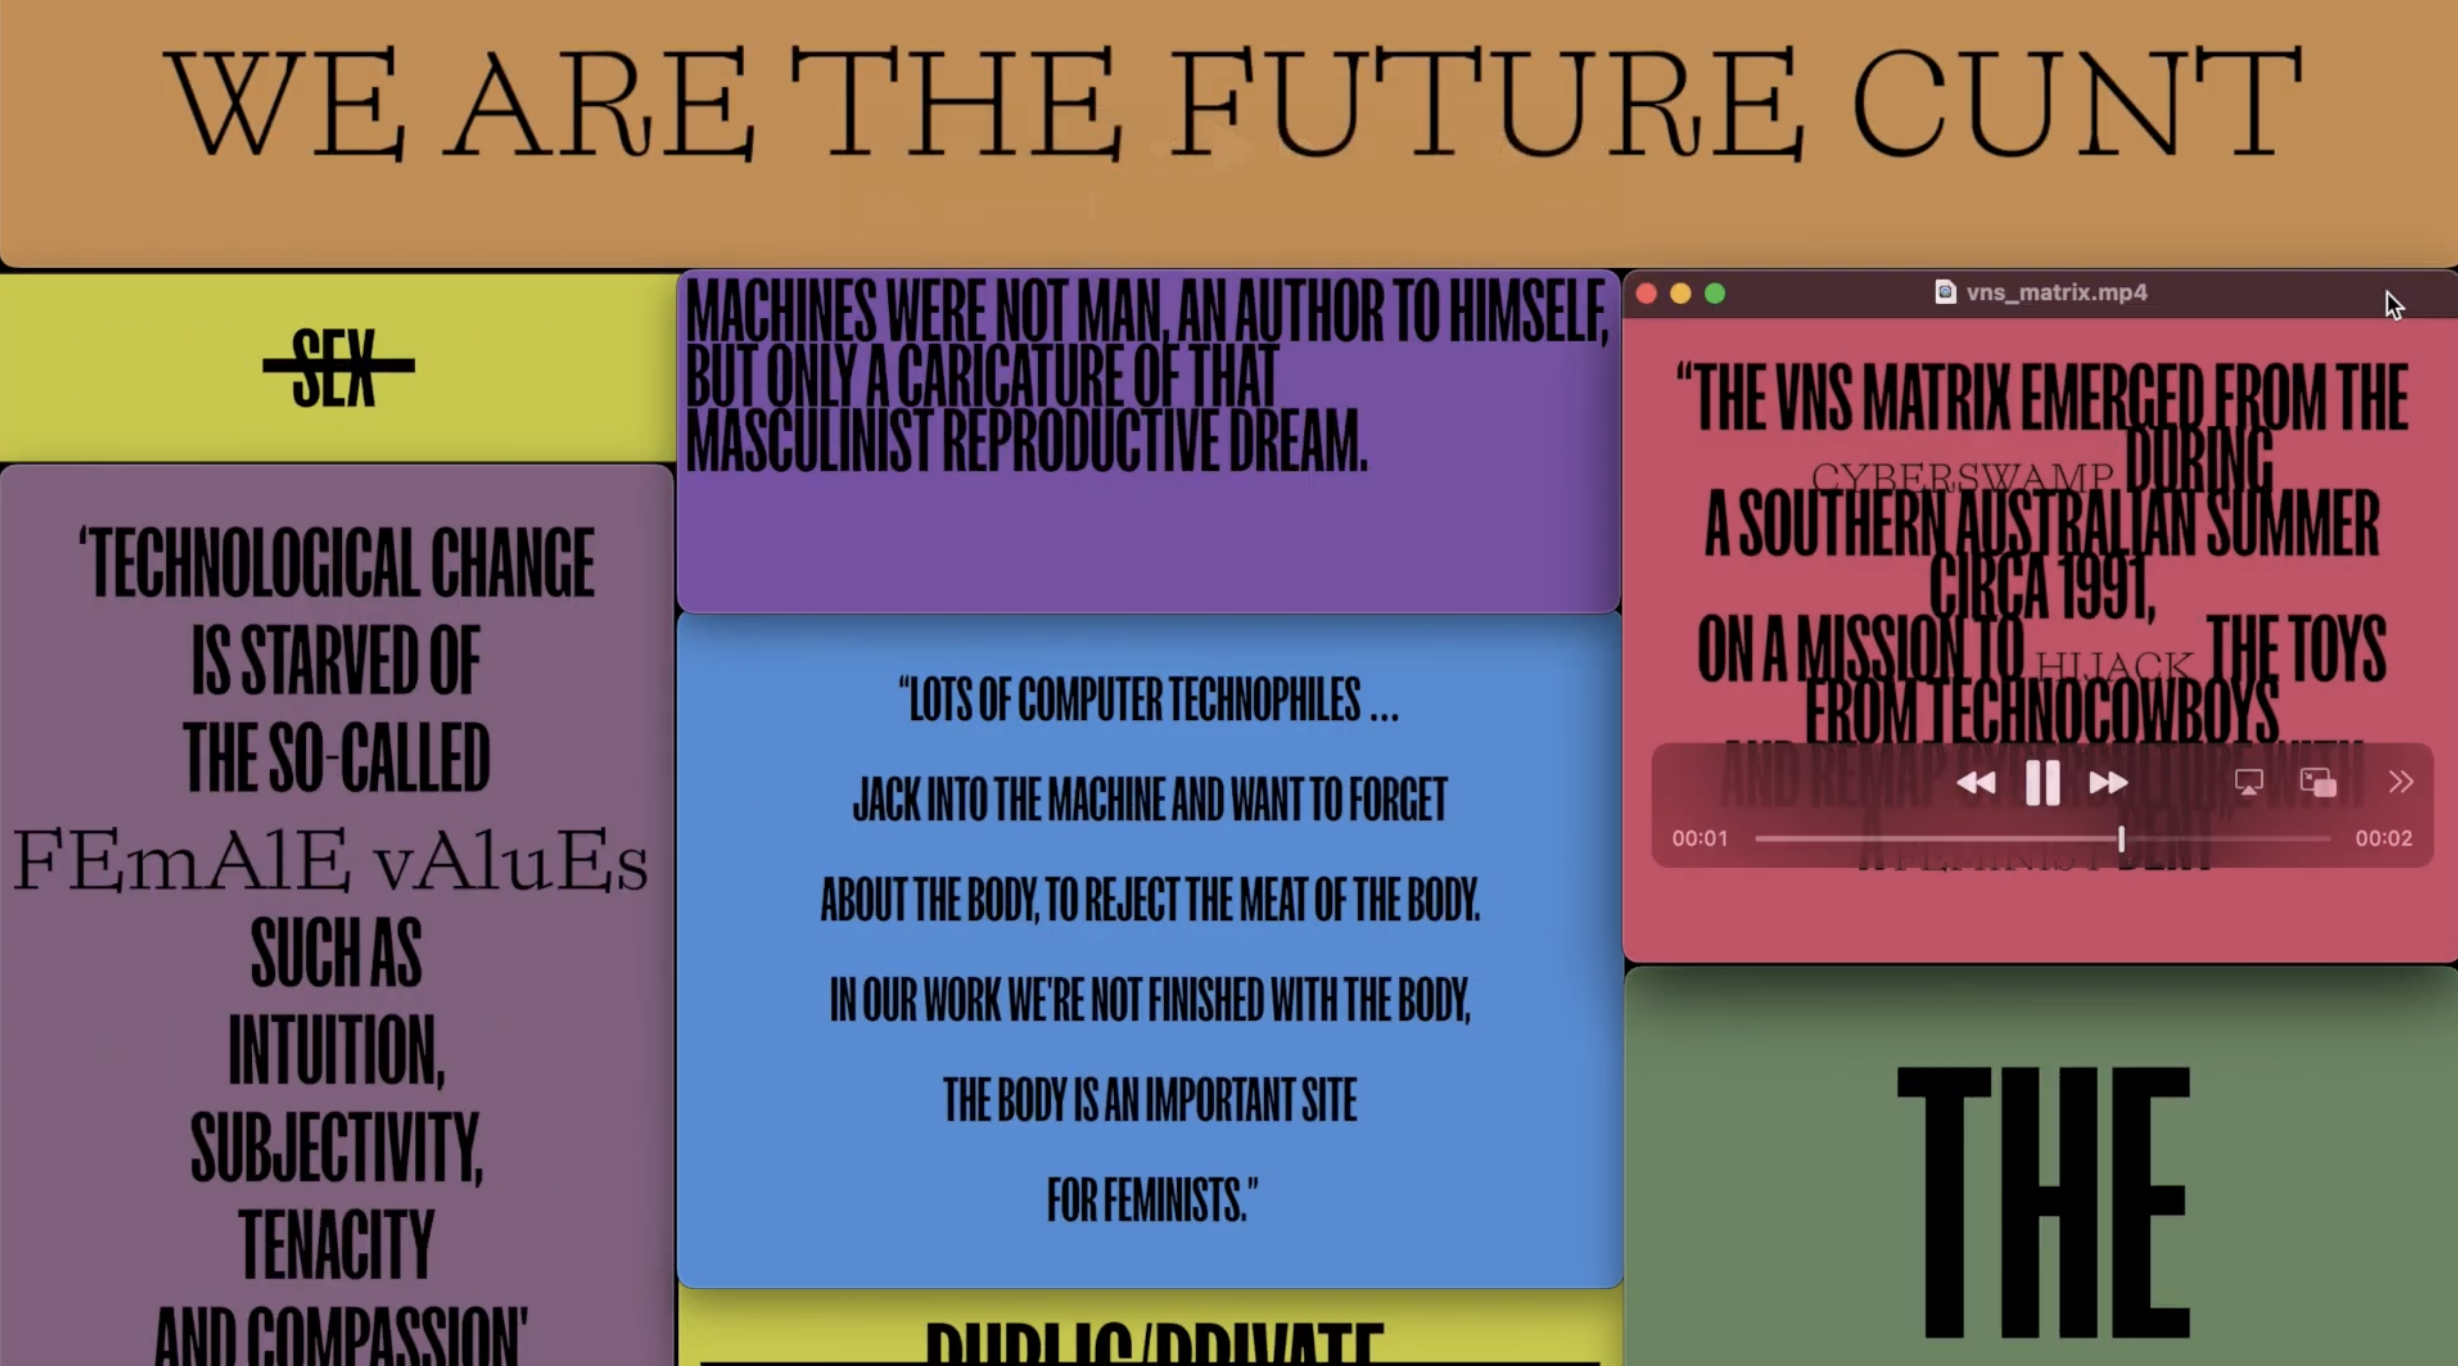 WE ARE THE FUTURE CUNT
SEX
‘TECHNOLOGICAL CHANGE
IS STARVED OF
THE SO-CALLED
FEmAlE vAluEs
SUCH AS
INTUITION,
SUBJECTIVITY,
TENACITY
AND COMPASSION'
MACHINES WERE NOT MAN, AN AUTHOR TO HIMSELF,
BUT ONLY A CARICATURE OF THAT
MASCULINIST REPRODUCTIVE DREAM.
“LOTS OF COMPUTER TECHNOPHILES ...
JACK INTO THE MACHINE AND WANT TO FORGET
ABOUT THE BODY, TO REJECT THE MEAT OF THE BODY.
IN OUR WORK WE'RE NOT FINISHED WITH THE BODY,
THE BODY IS AN IMPORTANT SITE
FOR FEMINISTS.”
PUBLIC/PRIVATE
vns_matrix.mp4
“THE VNS MATRIX EMERGED FROM THE
CYBERSWAMP DURING
A SOUTHERN AUSTRALIAN SUMMER
CIRCA 1991,
ON A MISSION TO HIJACK THE TOYS
FROM TECHNOCOWBOYS
AND REMAP CYBERCULTURE WITH
A FEMINIST BENT”
00:01
00:02
THE